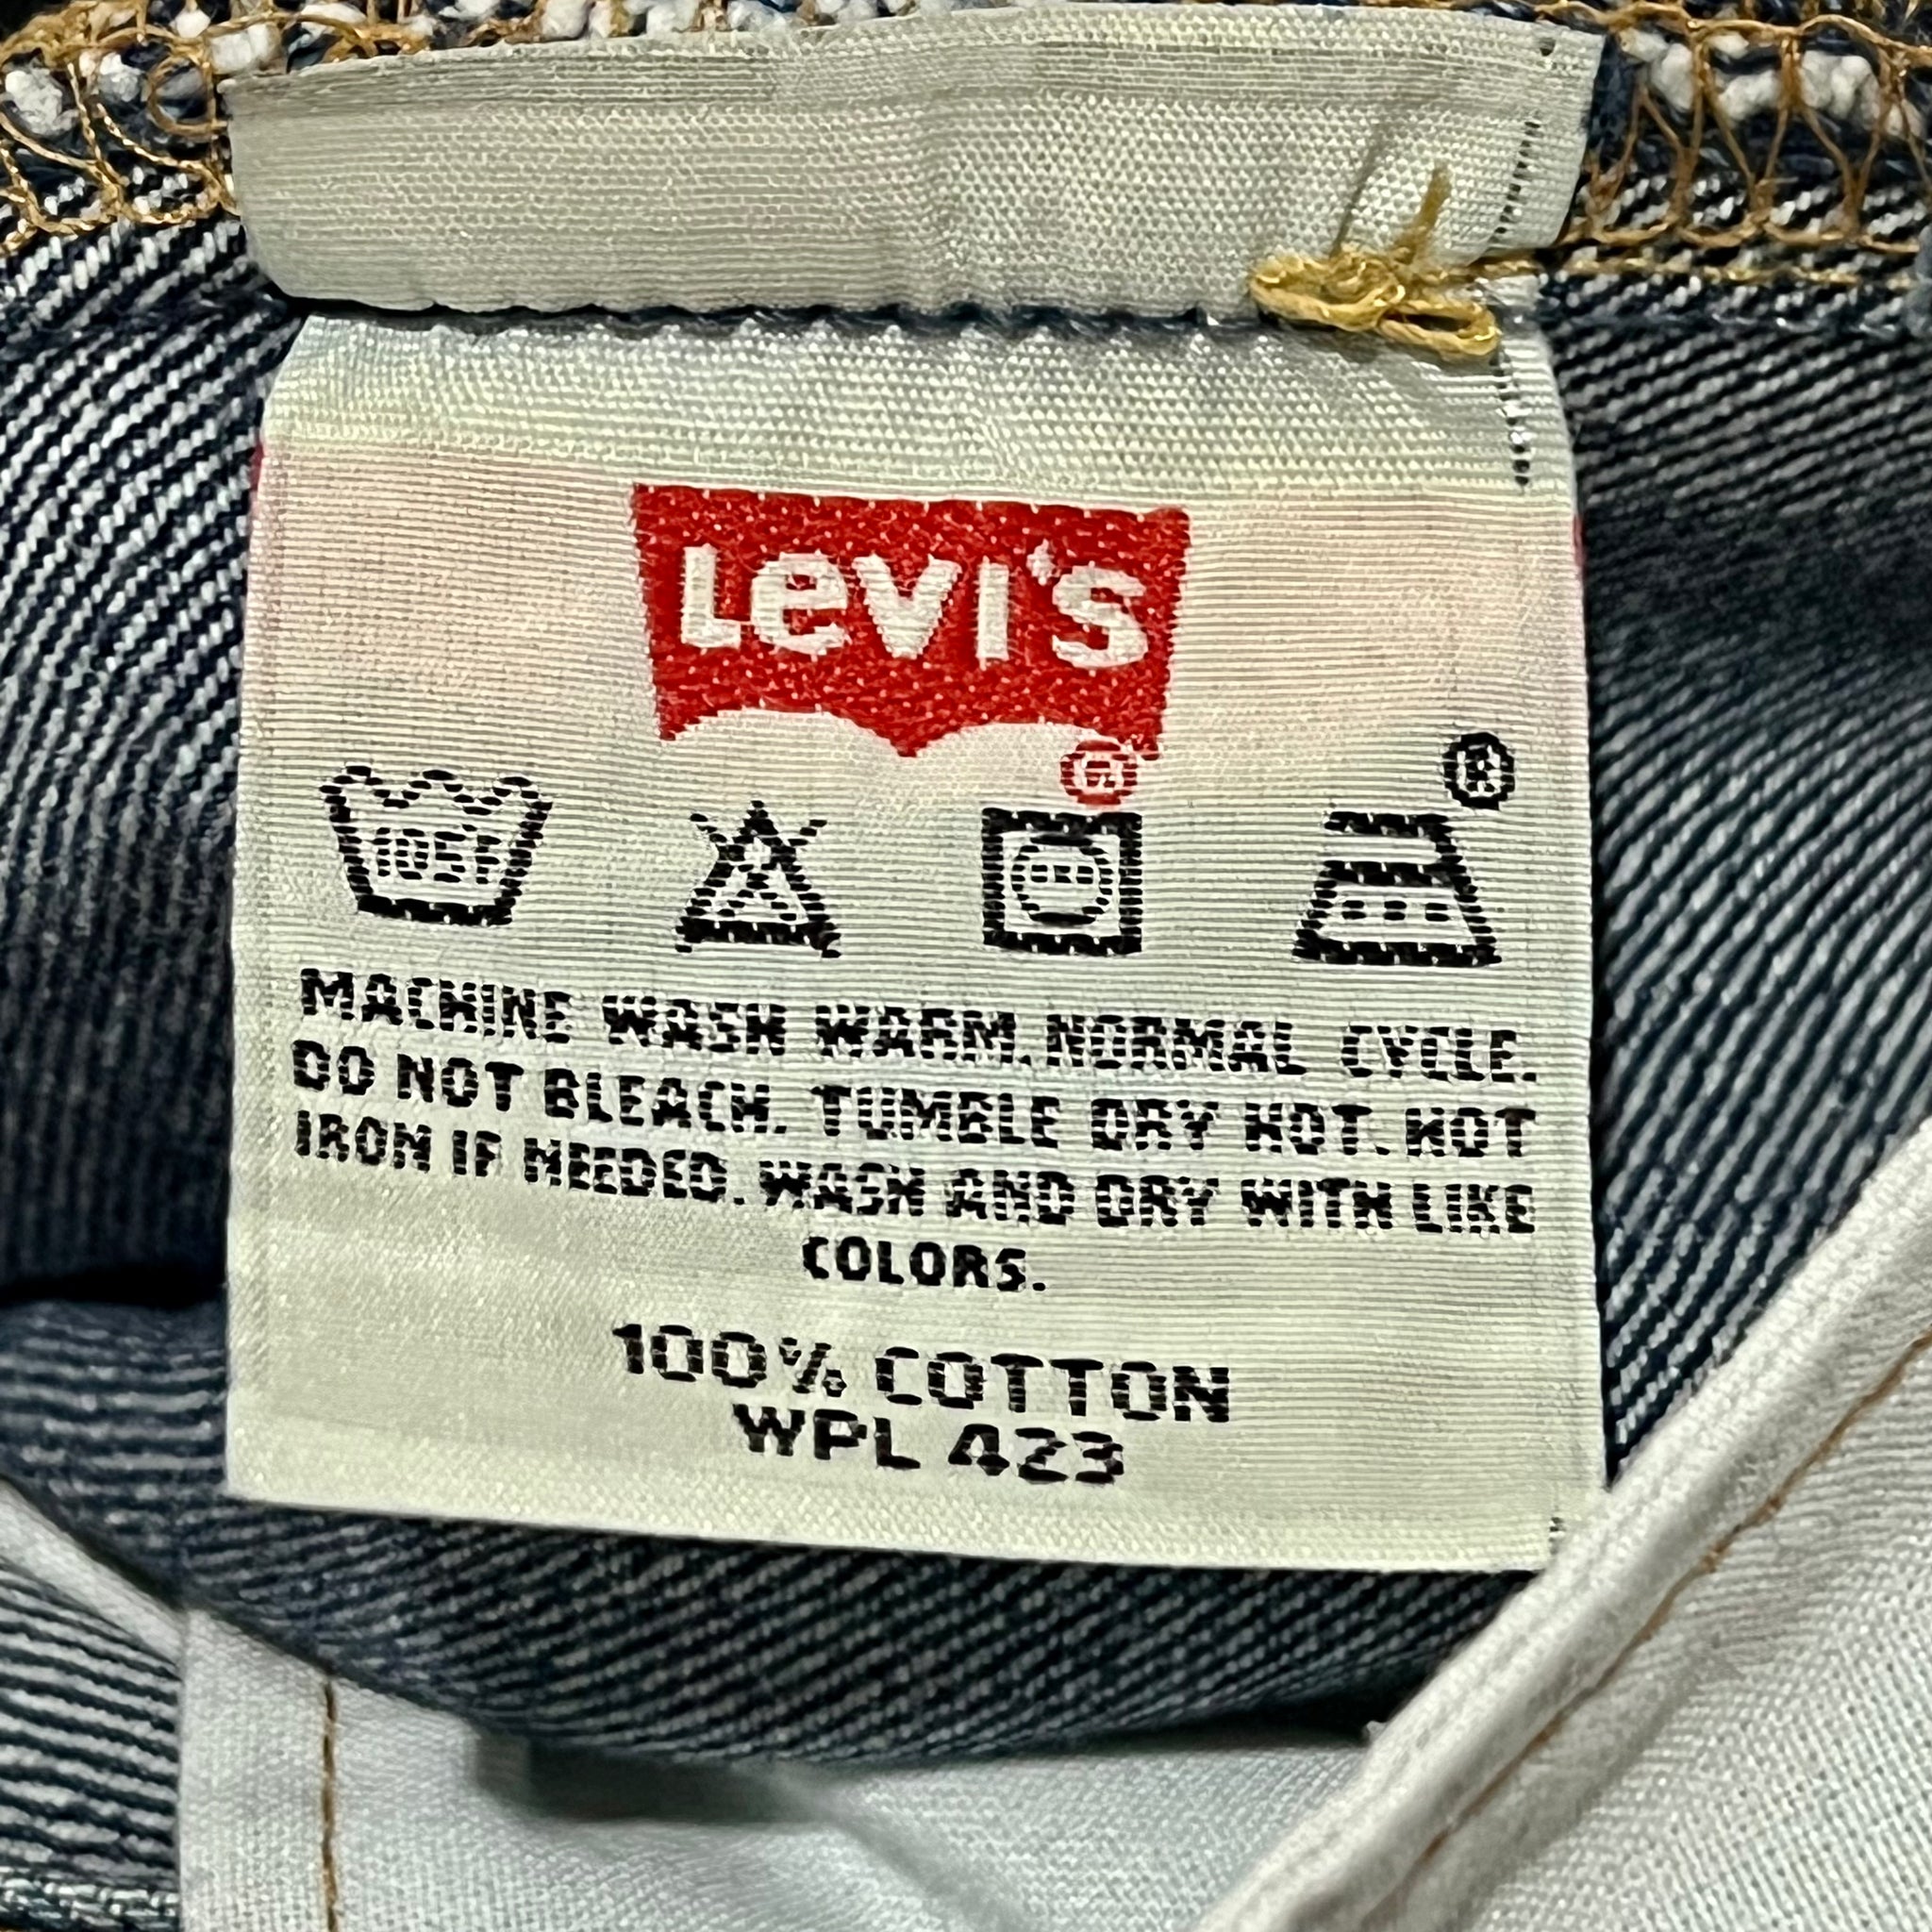 Levi's
®
®
105F
MACHINE WASH WARM. NORMAL CYCLE.
DO NOT BLEACH. TUMBLE DRY HOT. HOT
IRON IF NEEDED. WASH AND DRY WITH LIKE
COLORS.
100% COTTON
WPL 423